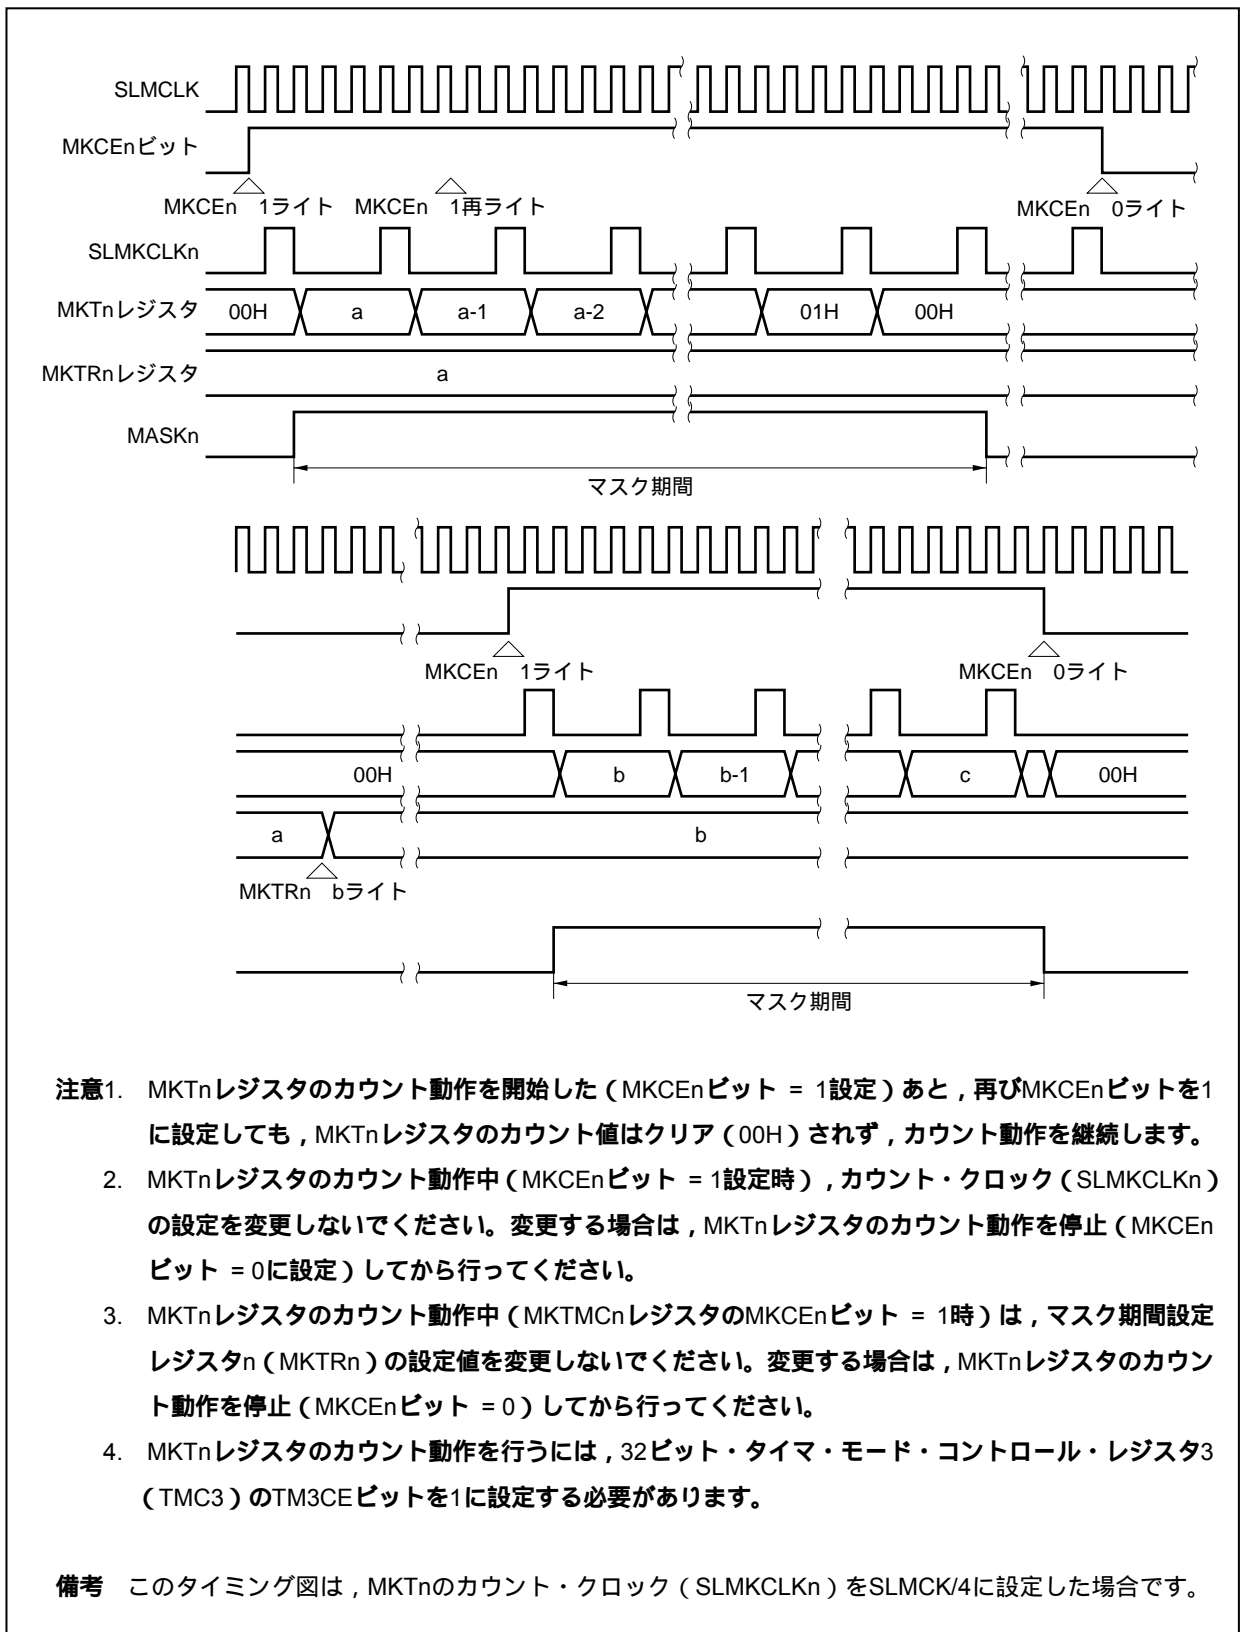 SLMCLK
MKCEnビット
MKCEn 1ライト MKCEn 1再ライト MKCEn 0ライト
SLMKCLKn
MKTnレジスタ 00H a a-1 a-2 01H 00H
MKTRnレジスタ a
MASKn
マスク期間
MKCEn 1ライト MKCEn 0ライト
00H b b-1 c 00H
a b
MKTRn bライト
マスク期間
注意1. MKTnレジスタのカウント動作を開始した（MKCEnビット = 1設定）あと，再びMKCEnビットを1
に設定しても，MKTnレジスタのカウント値はクリア（00H）されず，カウント動作を継続します。
2. MKTnレジスタのカウント動作中（MKCEnビット = 1設定時），カウント・クロック（SLMKCLKn）
の設定を変更しないでください。変更する場合は，MKTnレジスタのカウント動作を停止（MKCEn
ビット = 0に設定）してから行ってください。
3. MKTnレジスタのカウント動作中（MKTMCnレジスタのMKCEnビット = 1時）は，マスク期間設定
レジスタn（MKTRn）の設定値を変更しないでください。変更する場合は，MKTnレジスタのカウン
ト動作を停止（MKCEnビット = 0）してから行ってください。
4. MKTnレジスタのカウント動作を行うには，32ビット・タイマ・モード・コントロール・レジスタ3
（TMC3）のTM3CEビットを1に設定する必要があります。
備考 このタイミング図は，MKTnのカウント・クロック（SLMKCLKn）をSLMCK/4に設定した場合です。